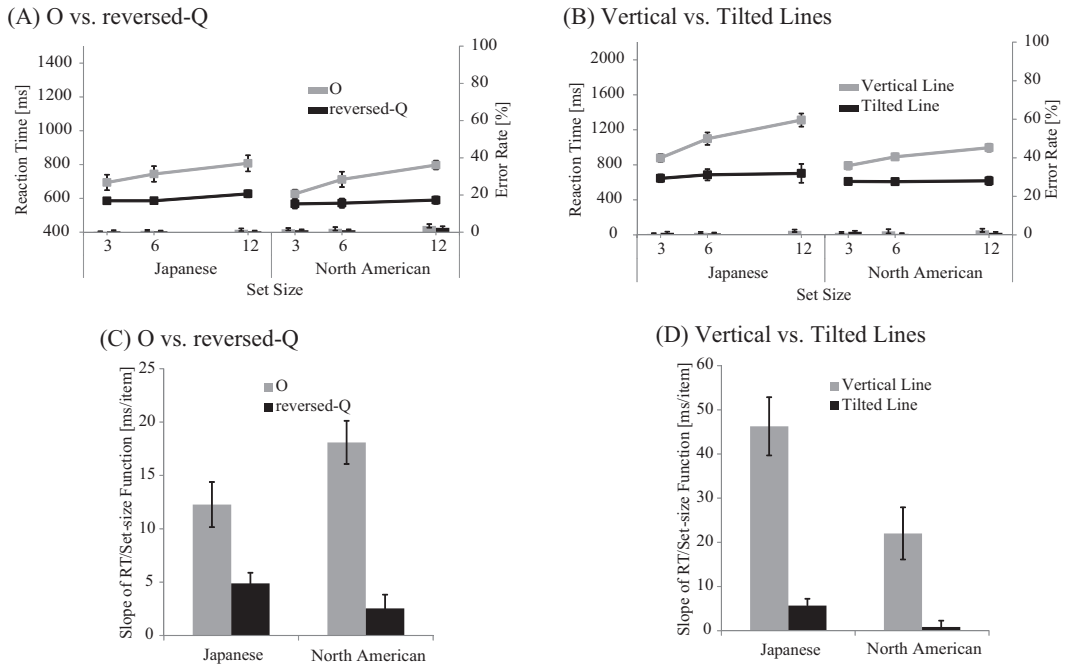 (A) O vs. reversed-Q
Reaction Time [ms]
1400
1200
1000
800
600
400
100
80
60
40
20
0
Error Rate [%]
O
reversed-Q
3 6 12 3 6 12
Japanese North American
Set Size
(B) Vertical vs. Tilted Lines
Reaction Time [ms]
2000
1600
1200
800
400
0
100
80
60
40
20
0
Error Rate [%]
Vertical Line
Tilted Line
3 6 12 3 6 12
Japanese North American
Set Size
(C) O vs. reversed-Q
Slope of RT/Set-size Function [ms/item]
25
20
15
10
5
0
O
reversed-Q
Japanese North American
(D) Vertical vs. Tilted Lines
Slope of RT/Set-size Function [ms/item]
60
50
40
30
20
10
0
Vertical Line
Tilted Line
Japanese North American